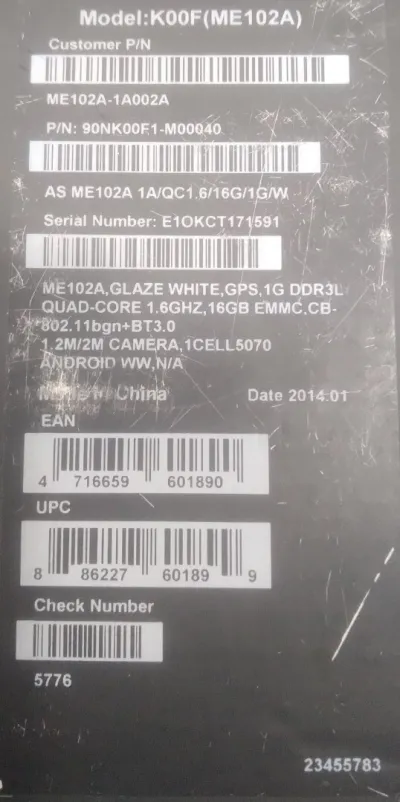 Model:K00F(ME102A)
Customer P/N
ME102A-1A002A
P/N: 90NK00F1-M00040
AS ME102A 1A/QC1.6/16G/1G/W
Serial Number: E1OKCT171591
ME102A,GLAZE WHITE,GPS,1G DDR3L
QUAD-CORE 1.6GHZ,16GB EMMC,CB-
802.11bgn+BT3.0
1.2M/2M CAMERA,1CELL5070
ANDROID WW,N/A
Made In China Date 2014.01
EAN
4 716659 601890
UPC
8 86227 60189 9
Check Number
5776
23455783